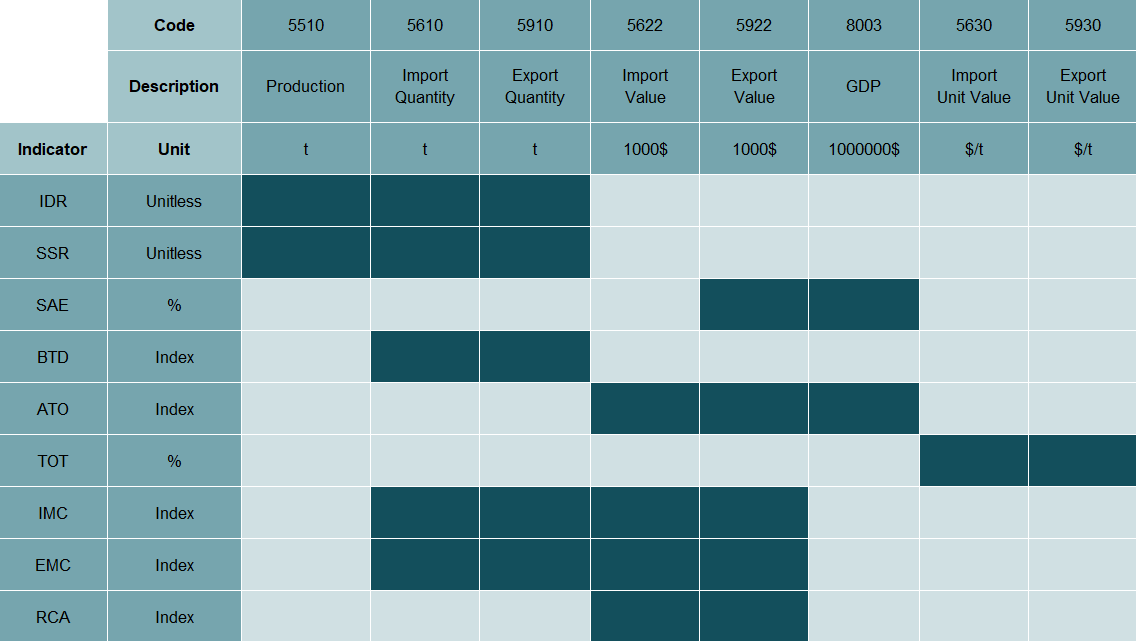 Code 5510 5610 5910 5622 5922 8003 5630 5930
Description Production Import Quantity Export Quantity Import Value Export Value GDP Import Unit Value Export Unit Value
Indicator Unit t t t 1000$ 1000$ 1000000$ $/t $/t
IDR Unitless
SSR Unitless
SAE %
BTD Index
ATO Index
TOT %
IMC Index
EMC Index
RCA Index